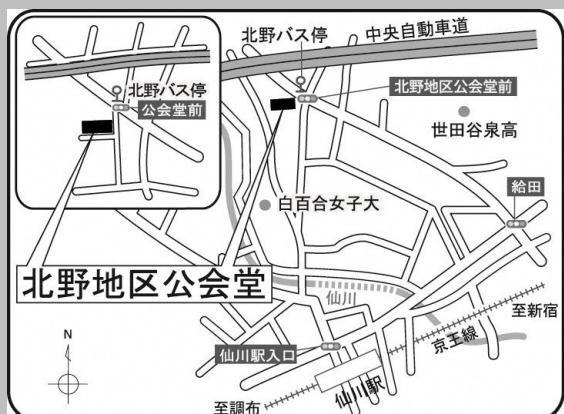 北野バス停
公会堂前
北野バス停
中央自動車道
北野地区公会堂前
世田谷泉高
給田
白百合女子大
北野地区公会堂
仙川
至新宿
京王線
仙川駅入口
仙川駅
至調布
N